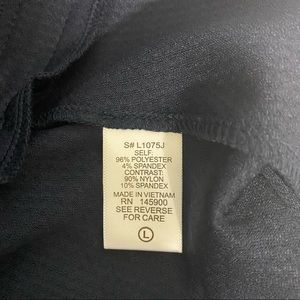 S# L1075J
SELF:
96% POLYESTER
4% SPANDEX
CONTRAST:
90% NYLON
10% SPANDEX
MADE IN VIETNAM
RN 145900
SEE REVERSE
FOR CARE
L